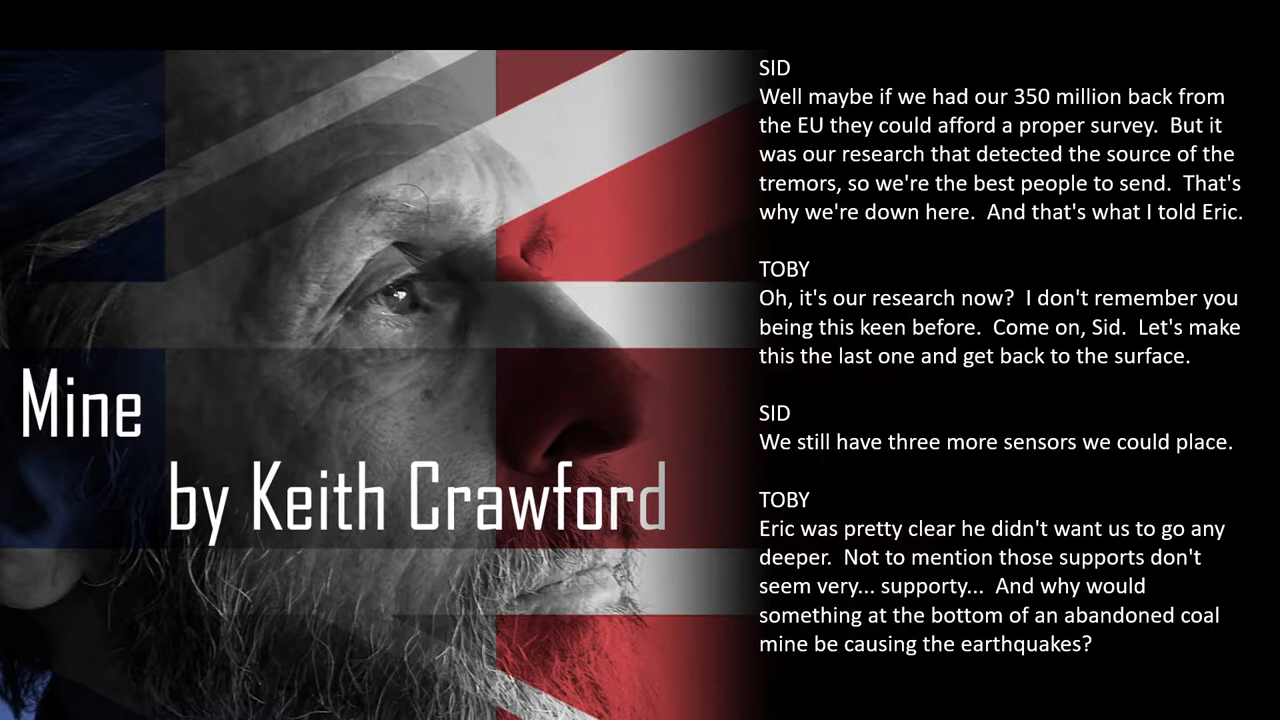 Mine
by Keith Crawford
SID
Well maybe if we had our 350 million back from
the EU they could afford a proper survey.  But it
was our research that detected the source of the
tremors, so we're the best people to send.  That's
why we're down here.  And that's what I told Eric.
TOBY
Oh, it's our research now?  I don't remember you
being this keen before.  Come on, Sid.  Let's make
this the last one and get back to the surface.
SID
We still have three more sensors we could place.
TOBY
Eric was pretty clear he didn't want us to go any
deeper.  Not to mention those supports don't
seem very... supporty...  And why would
something at the bottom of an abandoned coal
mine be causing the earthquakes?